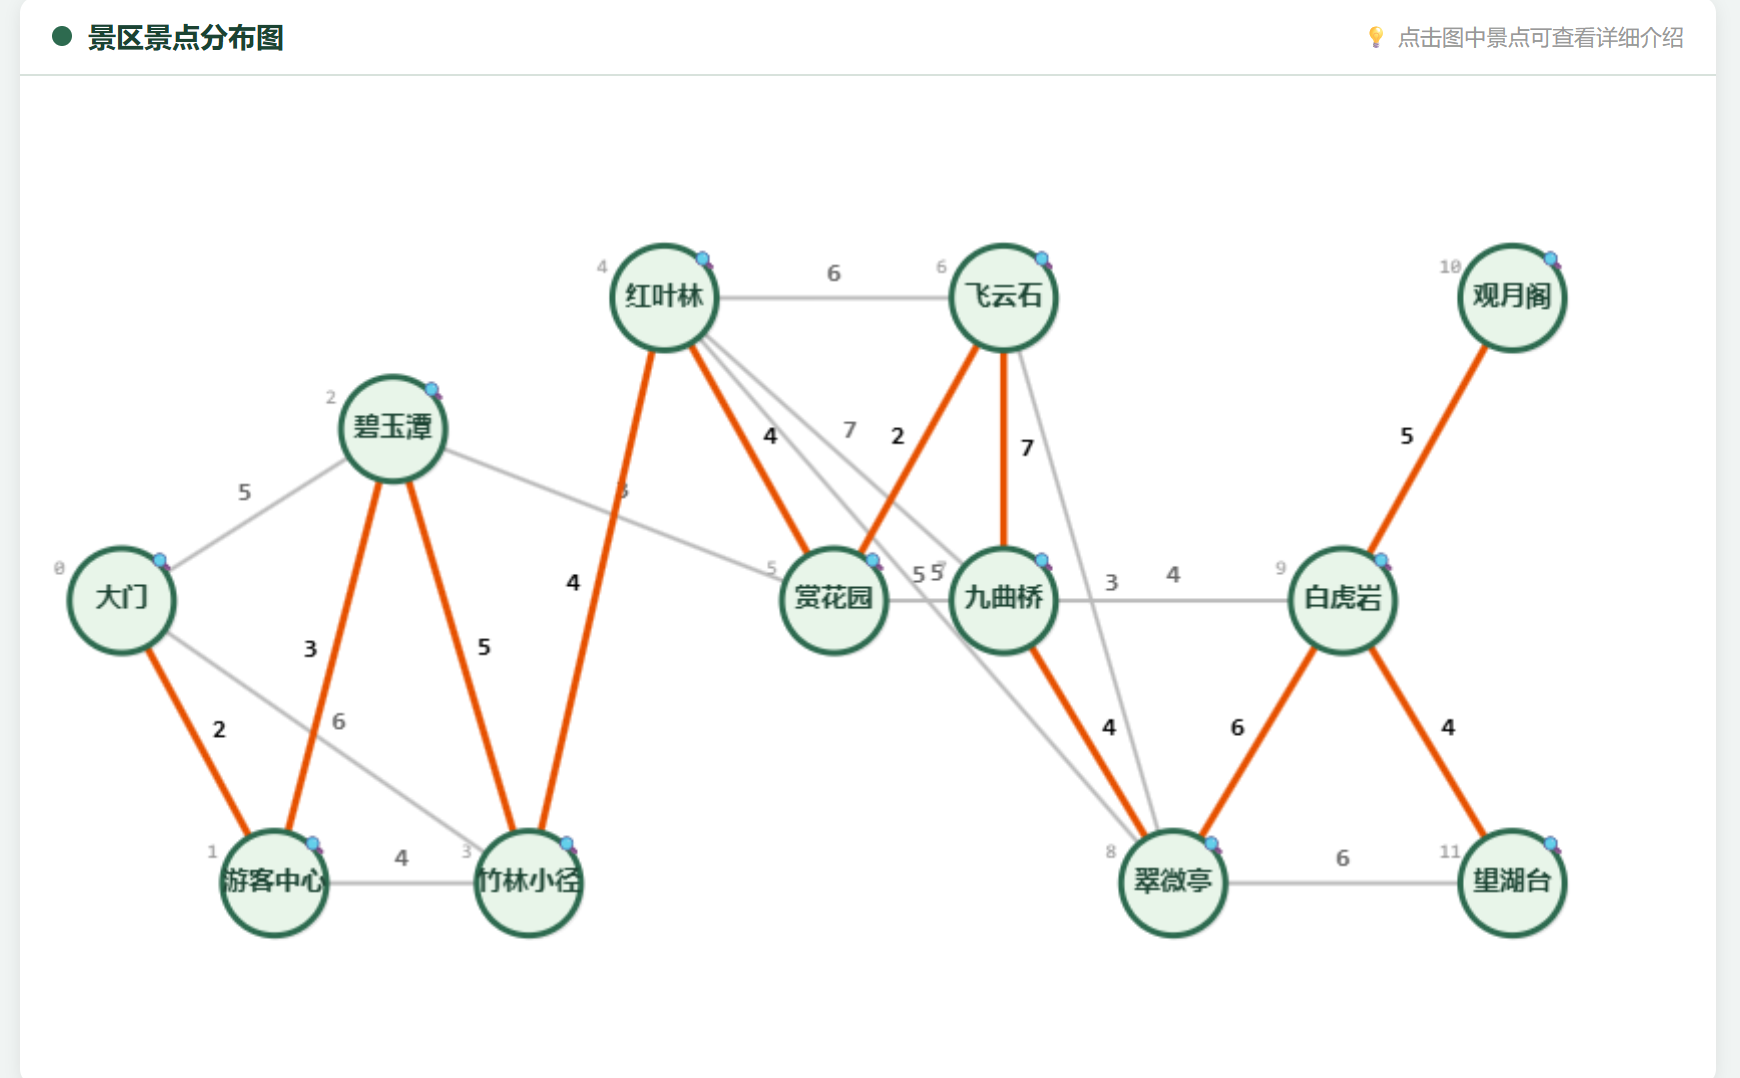 景区景点分布图
点击图中景点可查看详细介绍
4
红叶林
6
6
飞云石
10
观月阁
2
碧玉潭
4
7
2
7
5
5
3
0
大门
5
赏花园
5
5
7
九曲桥
3
4
9
白虎岩
4
3
5
6
2
4
6
4
1
游客中心
4
3
竹林小径
8
翠微亭
6
11
望湖台